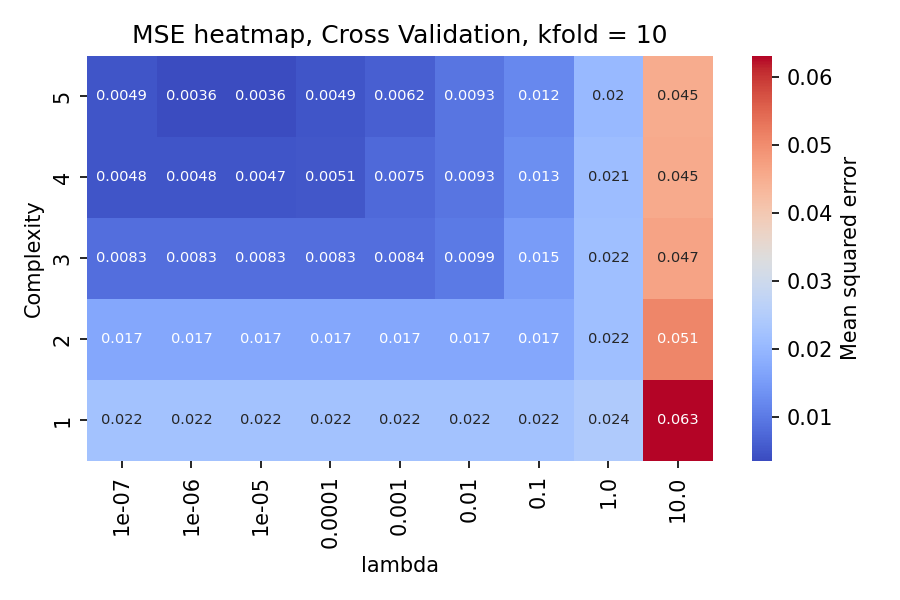 MSE heatmap, Cross Validation, kfold = 10
5 0.0049 0.0036 0.0036 0.0049 0.0062 0.0093 0.012 0.02 0.045
4 0.0048 0.0048 0.0047 0.0051 0.0075 0.0093 0.013 0.021 0.045
3 0.0083 0.0083 0.0083 0.0083 0.0084 0.0099 0.015 0.022 0.047
2 0.017 0.017 0.017 0.017 0.017 0.017 0.017 0.022 0.051
1 0.022 0.022 0.022 0.022 0.022 0.022 0.022 0.024 0.063
Complexity
1e-07 1e-06 1e-05 0.0001 0.001 0.01 0.1 1.0 10.0
lambda
0.06
0.05
0.04
0.03
0.02
0.01
Mean squared error